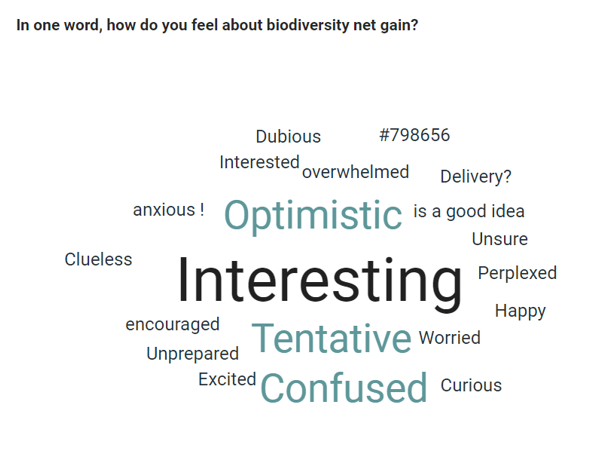 In one word, how do you feel about biodiversity net gain?
Dubious
#798656
Interested
overwhelmed
Delivery?
anxious !
Optimistic
is a good idea
Unsure
Clueless
Interesting
Perplexed
Happy
encouraged
Tentative
Worried
Unprepared
Excited
Confused
Curious